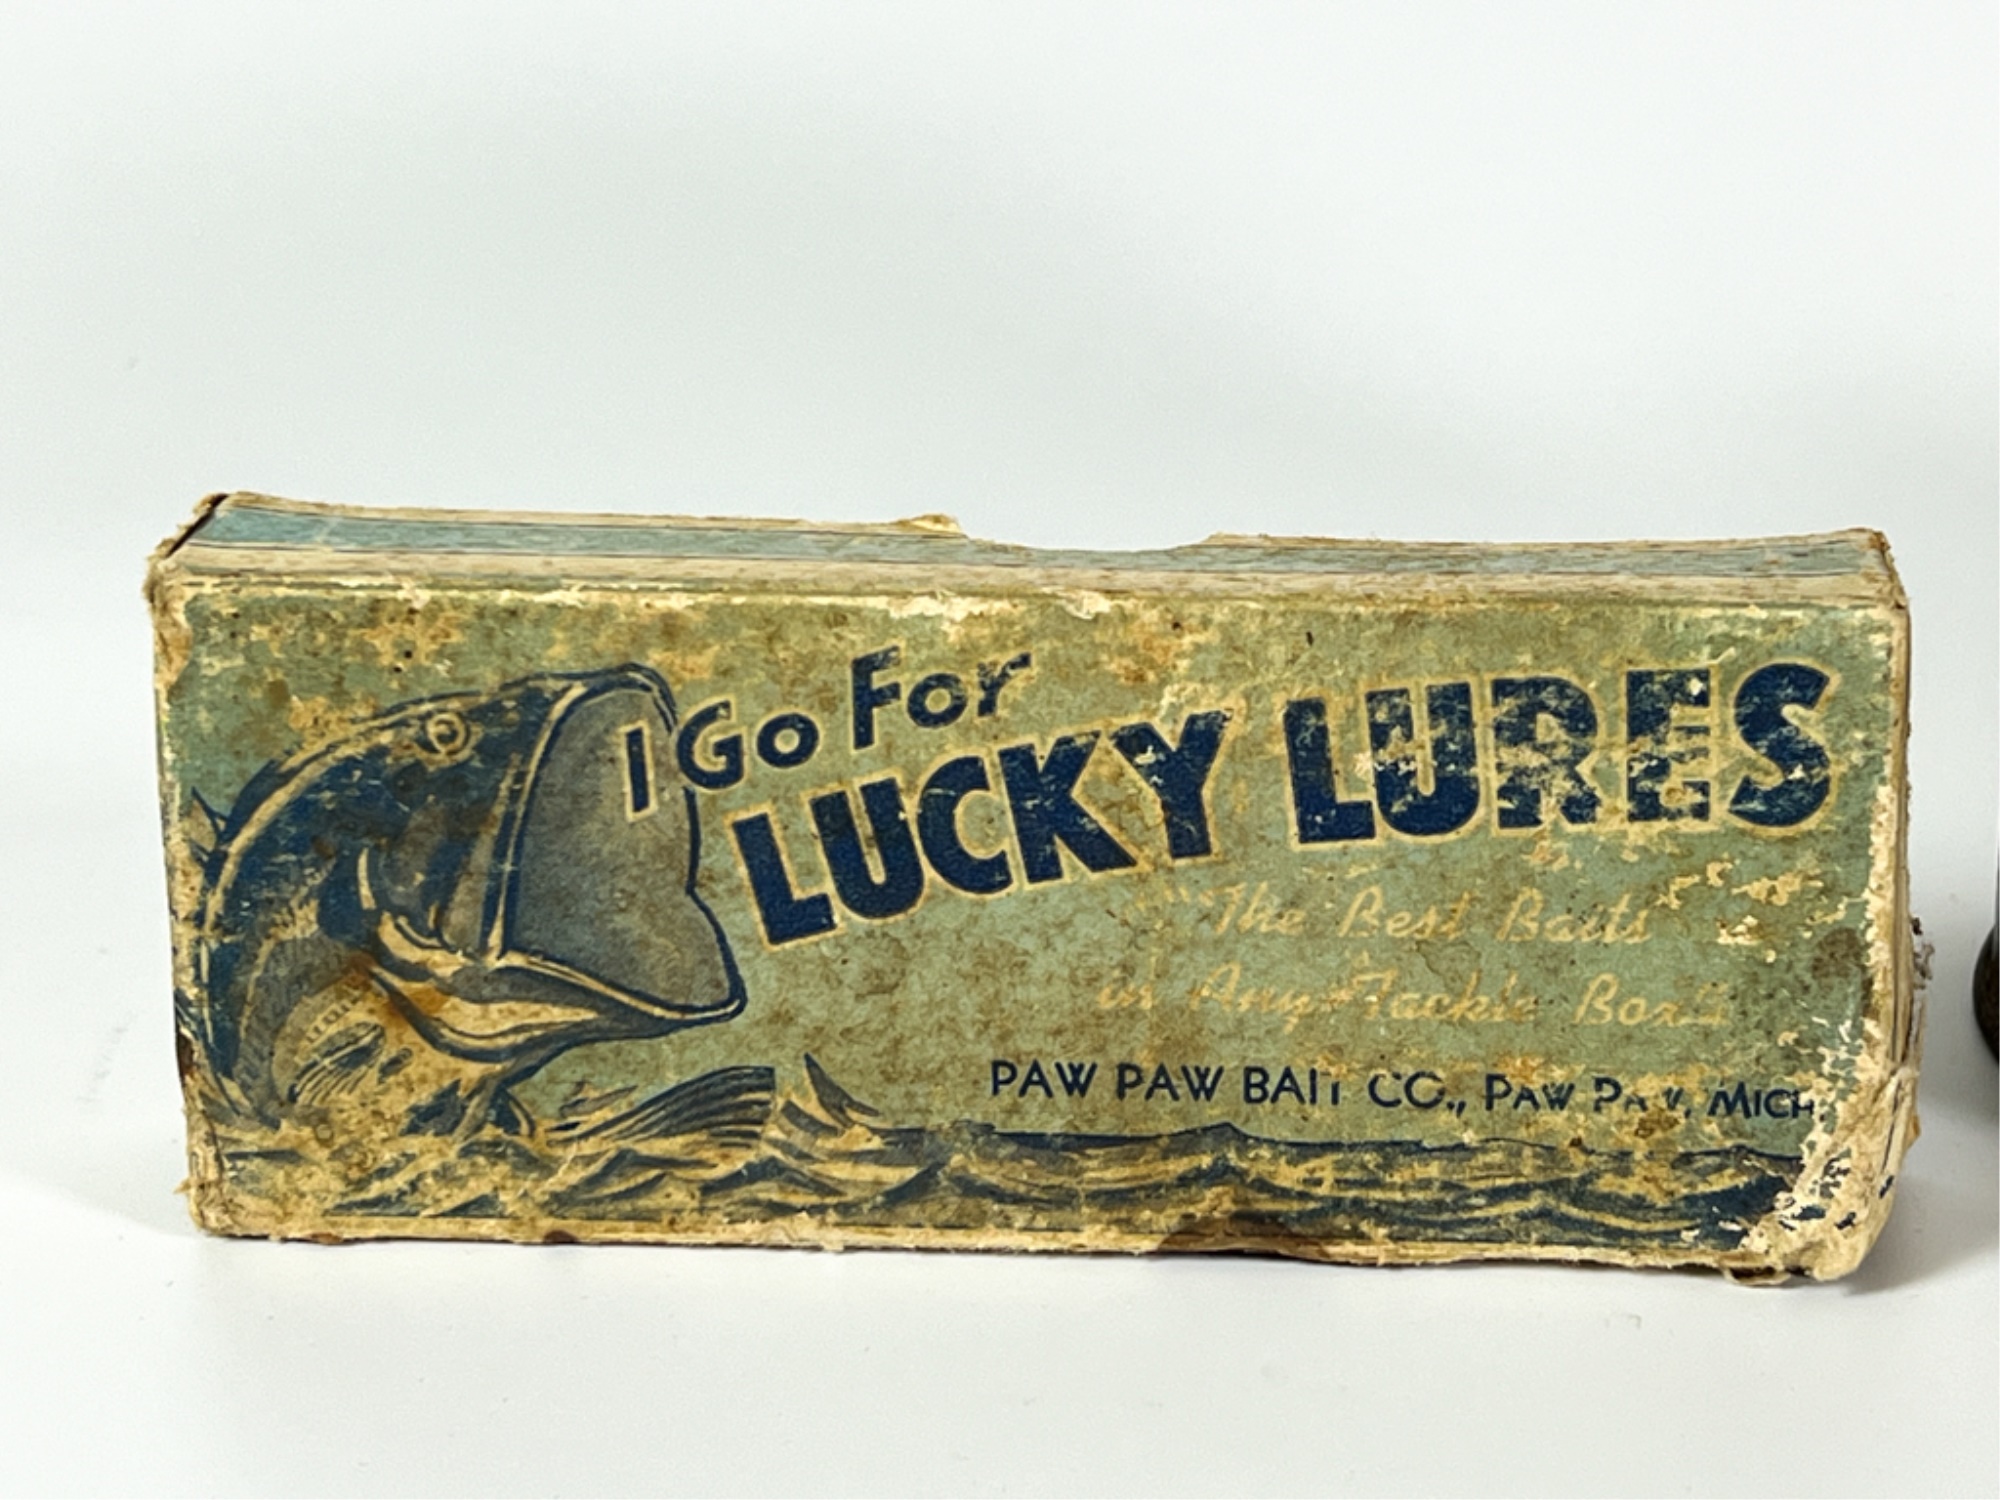 I Go For
LUCKY LURES
"The Best Baits
in Any Tackle Box"
PAW PAW BAIT CO., PAW PAW, MICH.